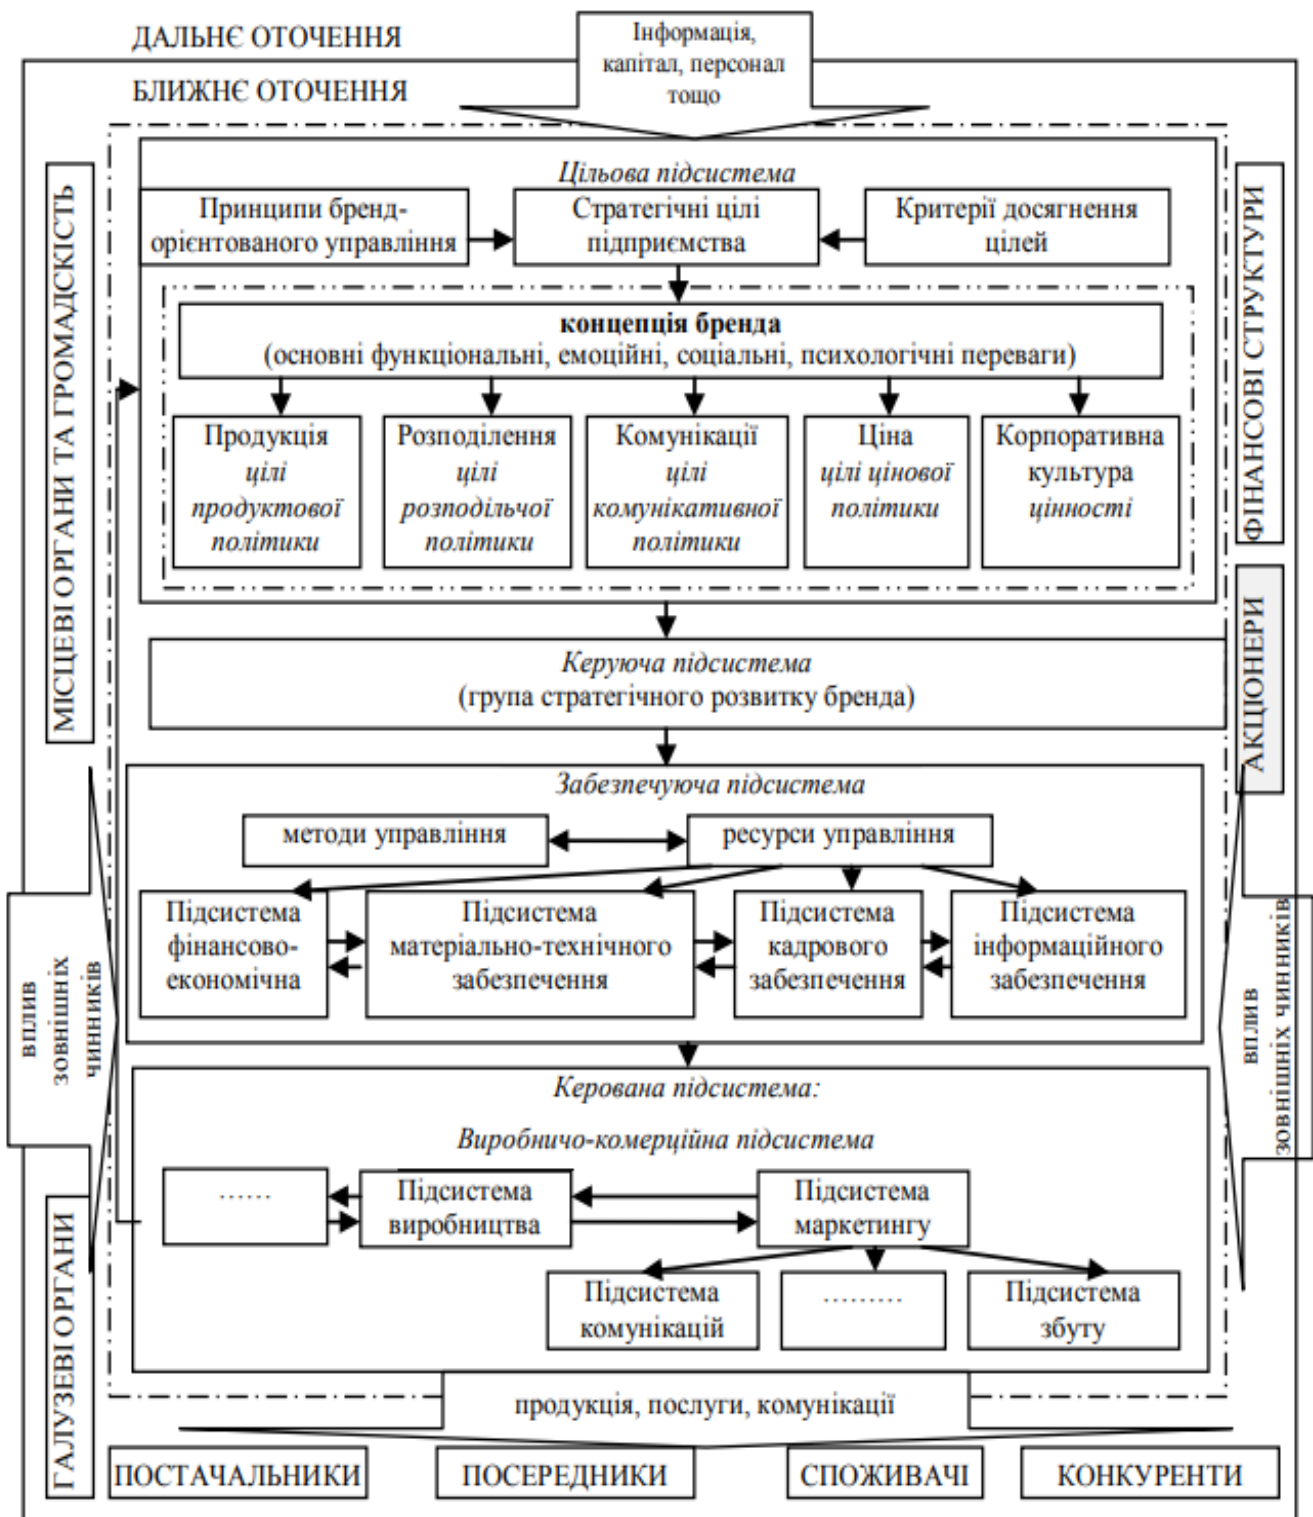 ДАЛЬНЄ ОТОЧЕННЯ
Інформація,
капітал, персонал
тощо
БЛИЖНЄ ОТОЧЕННЯ
МІСЦЕВІ ОРГАНИ ТА ГРОМАДСКІСТЬ
ФІНАНСОВІ СТРУКТУРИ
Цільова підсистема
Принципи бренд-
орієнтованого управління
Стратегічні цілі
підприємства
Критерії досягнення
цілей
концепція бренда
(основні функціональні, емоційні, соціальні, психологічні переваги)
Продукція
цілі
продуктової
політики
Розподілення
цілі
розподільчої
політики
Комунікації
цілі
комунікативної
політики
Ціна
цілі цінової
політики
Корпоративна
культура
цінності
АКЦІОНЕРИ
Керуюча підсистема
(група стратегічного розвитку бренда)
Забезпечуюча підсистема
методи управління
ресурси управління
Підсистема
фінансово-
економічна
Підсистема
матеріально-технічного
забезпечення
Підсистема
кадрового
забезпечення
Підсистема
інформаційного
забезпечення
вплив
зовнішніх
чинників
вплив
зовнішніх чинників
Керована підсистема:
Виробничо-комерційна підсистема
......
Підсистема
виробництва
Підсистема
маркетингу
Підсистема
комунікацій
.........
Підсистема
збуту
ГАЛУЗЕВІ ОРГАНИ
продукція, послуги, комунікації
ПОСТАЧАЛЬНИКИ
ПОСЕРЕДНИКИ
СПОЖИВАЧІ
КОНКУРЕНТИ